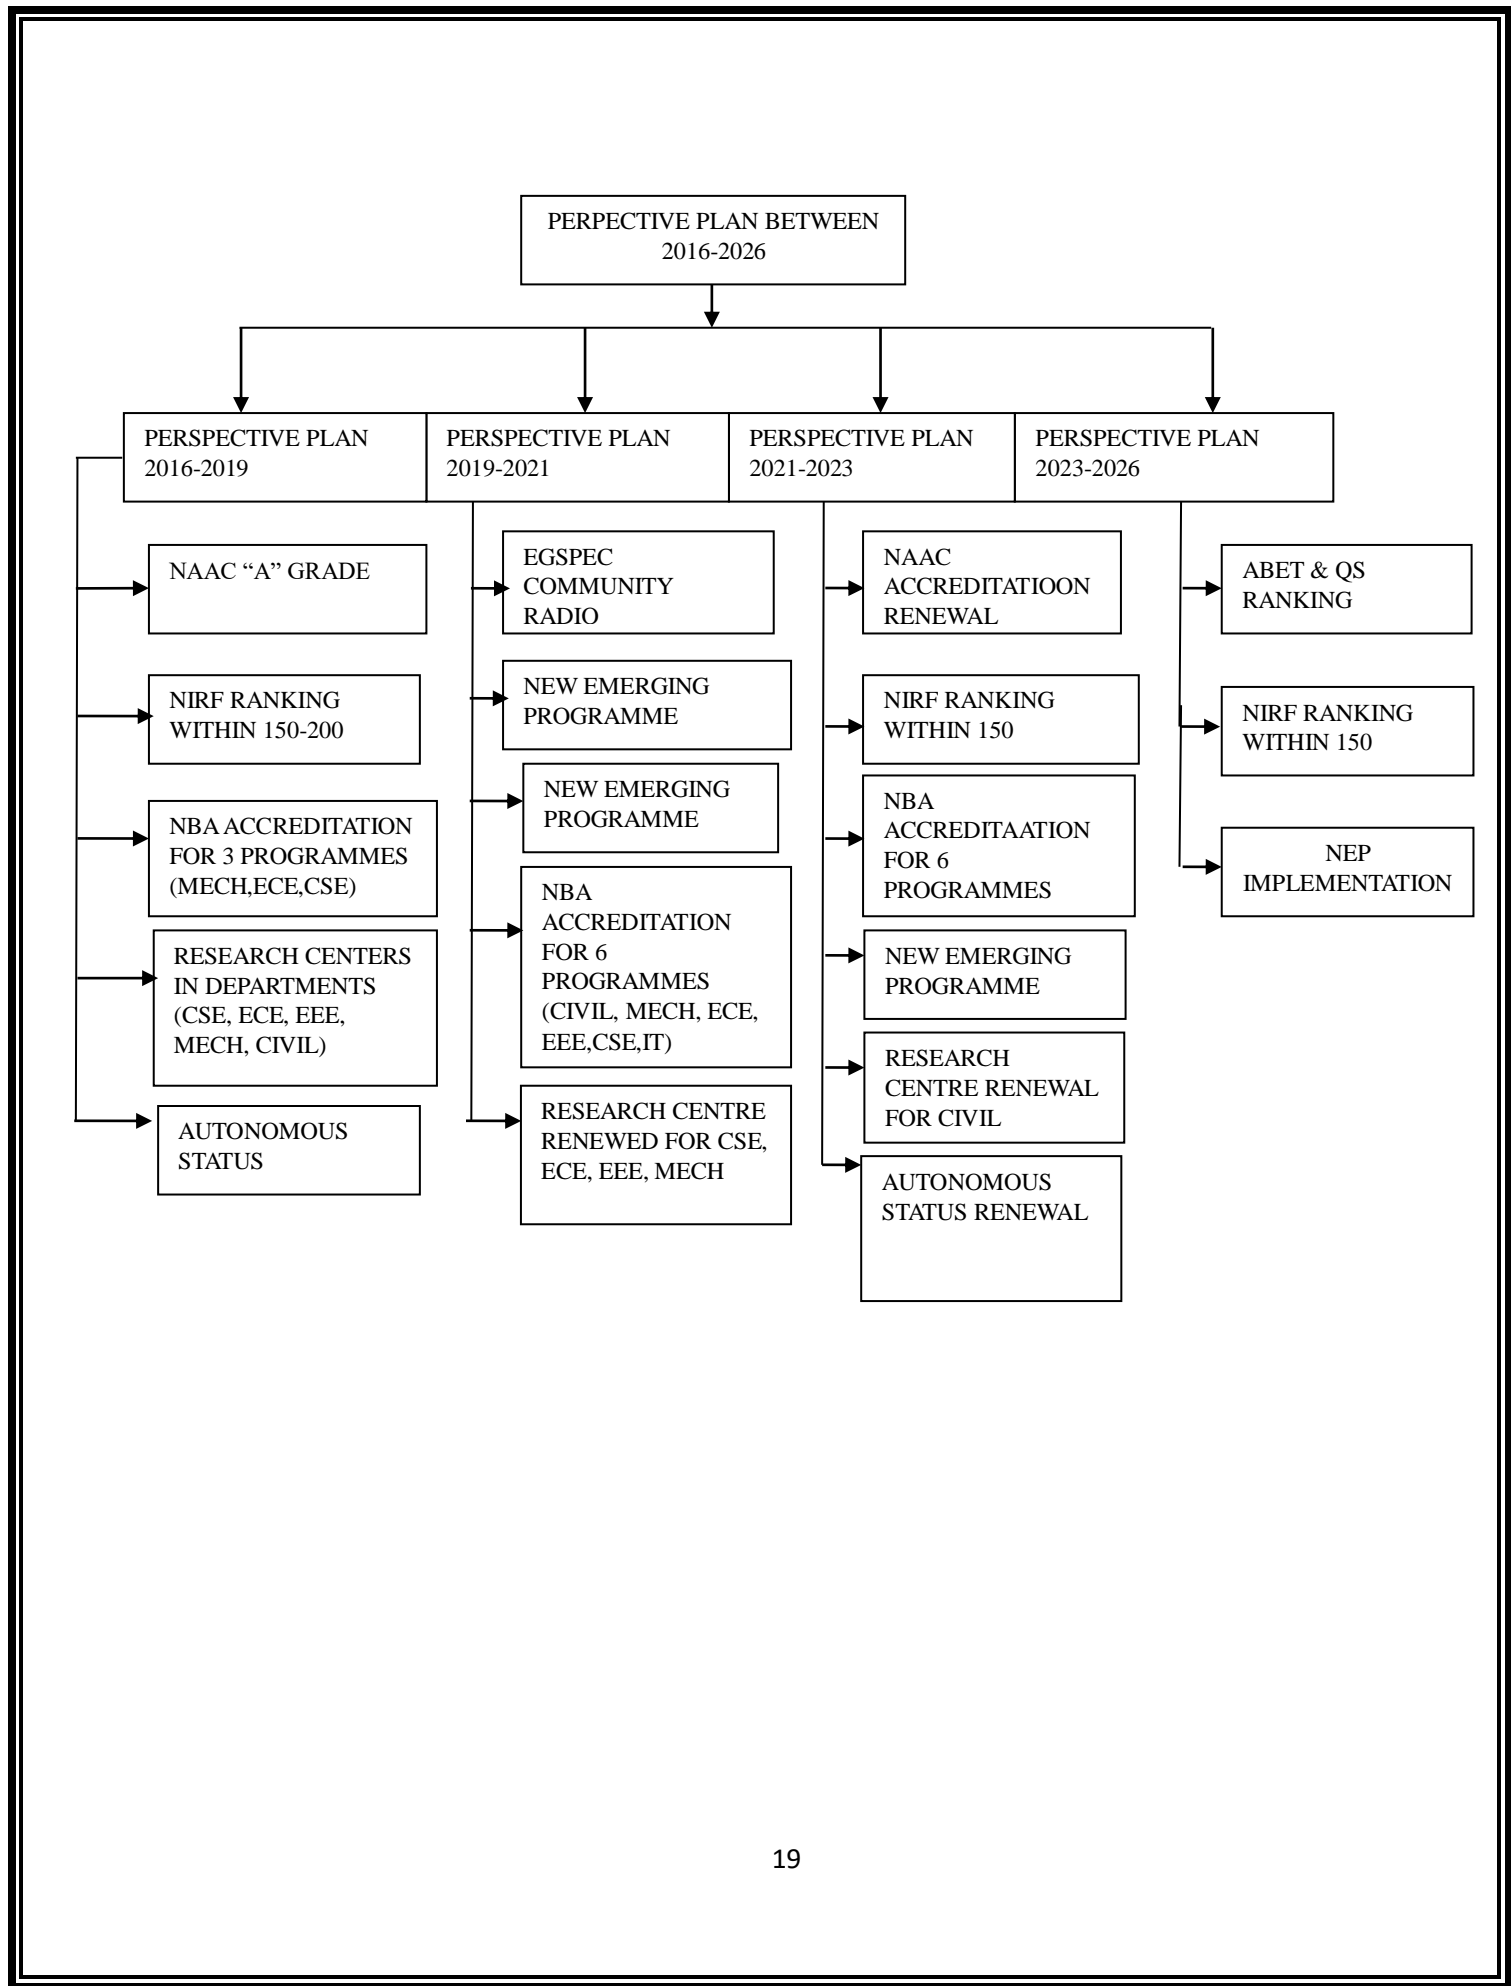 PERPECTIVE PLAN BETWEEN
2016-2026
PERSPECTIVE PLAN
2016-2019
PERSPECTIVE PLAN
2019-2021
PERSPECTIVE PLAN
2021-2023
PERSPECTIVE PLAN
2023-2026
NAAC “A” GRADE
NIRF RANKING
WITHIN 150-200
NBA ACCREDITATION
FOR 3 PROGRAMMES
(MECH,ECE,CSE)
RESEARCH CENTERS
IN DEPARTMENTS
(CSE, ECE, EEE,
MECH, CIVIL)
AUTONOMOUS
STATUS
EGSPEC
COMMUNITY
RADIO
NEW EMERGING
PROGRAMME
NEW EMERGING
PROGRAMME
NBA
ACCREDITATION
FOR 6
PROGRAMMES
(CIVIL, MECH, ECE,
EEE,CSE,IT)
RESEARCH CENTRE
RENEWED FOR CSE,
ECE, EEE, MECH
NAAC
ACCREDITATIOON
RENEWAL
NIRF RANKING
WITHIN 150
NBA
ACCREDITAATION
FOR 6
PROGRAMMES
NEW EMERGING
PROGRAMME
RESEARCH
CENTRE RENEWAL
FOR CIVIL
AUTONOMOUS
STATUS RENEWAL
ABET & QS
RANKING
NIRF RANKING
WITHIN 150
NEP
IMPLEMENTATION
19